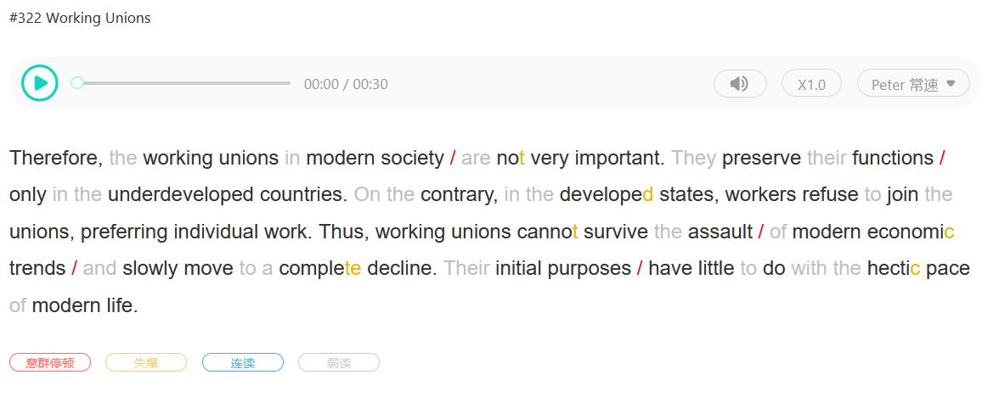 #322 Working Unions
00:00 / 00:30 X1.0 Peter 常速
Therefore, the working unions in modern society / are not very important. They preserve their functions /
only in the underdeveloped countries. On the contrary, in the developed states, workers refuse to join the
unions, preferring individual work. Thus, working unions cannot survive the assault / of modern economic
trends / and slowly move to a complete decline. Their initial purposes / have little to do with the hectic pace
of modern life.
意群停顿 失爆 连读 弱读